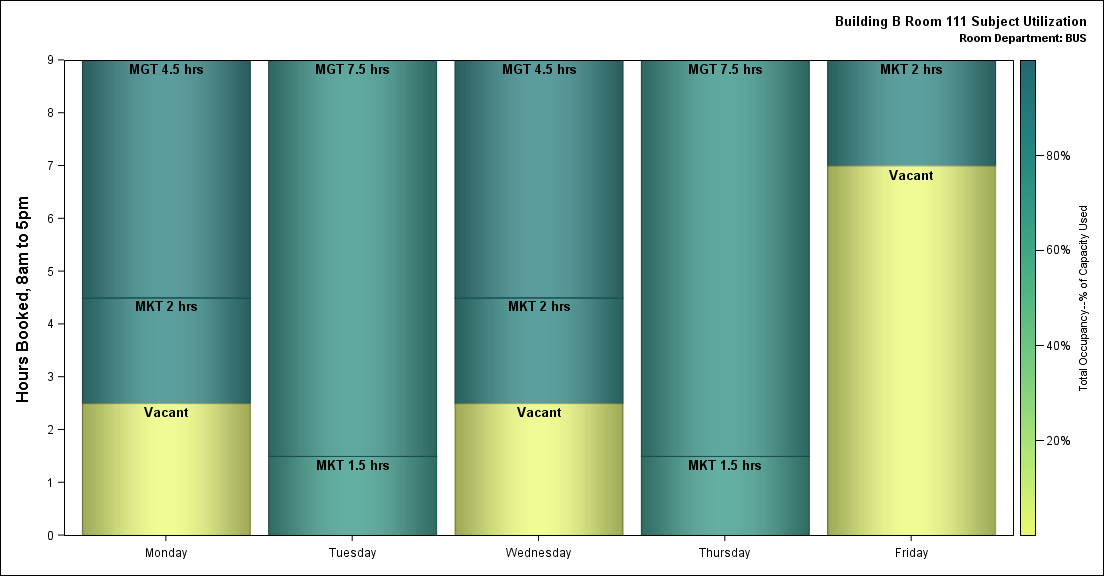 Building B Room 111 Subject Utilization
Room Department: BUS
Hours Booked, 8am to 5pm
9
8
7
6
5
4
3
2
1
0
MGT 4.5 hrs
MKT 2 hrs
Vacant
MGT 7.5 hrs
MKT 1.5 hrs
MGT 4.5 hrs
MKT 2 hrs
Vacant
MGT 7.5 hrs
MKT 1.5 hrs
MKT 2 hrs
Vacant
Monday
Tuesday
Wednesday
Thursday
Friday
80%
60%
40%
20%
Total Occupancy--% of Capacity Used